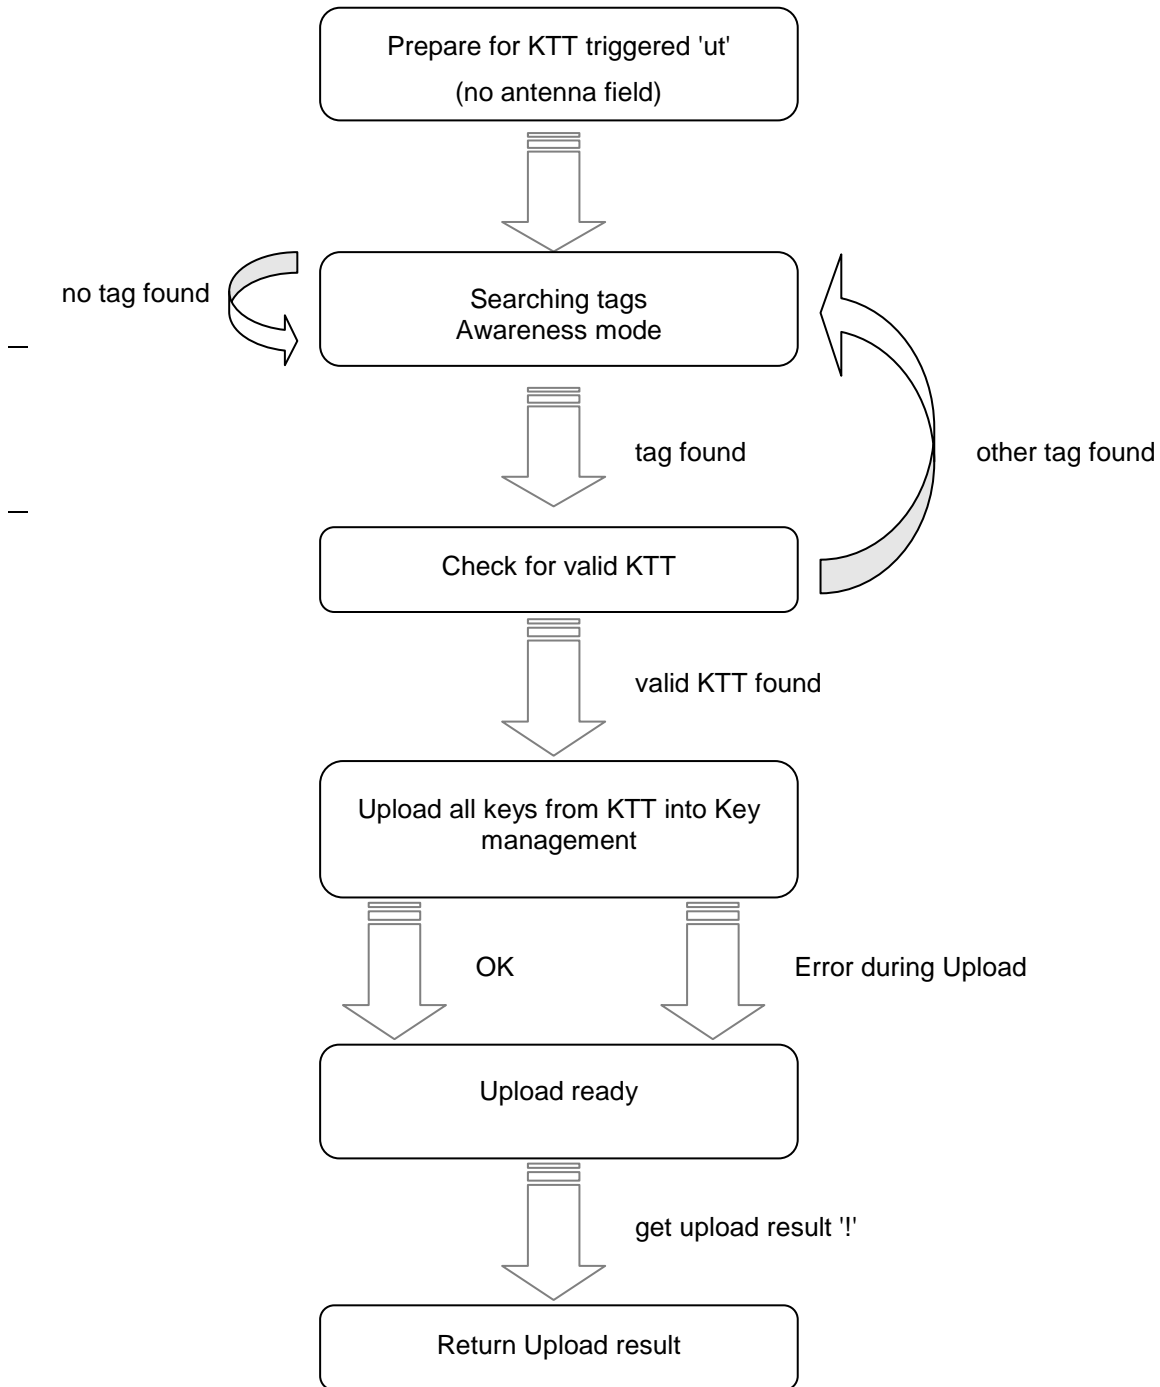 Prepare for KTT triggered 'ut'
(no antenna field)
no tag found
Searching tags
Awareness mode
tag found
other tag found
Check for valid KTT
valid KTT found
Upload all keys from KTT into Key
management
OK
Error during Upload
Upload ready
get upload result '!'
Return Upload result